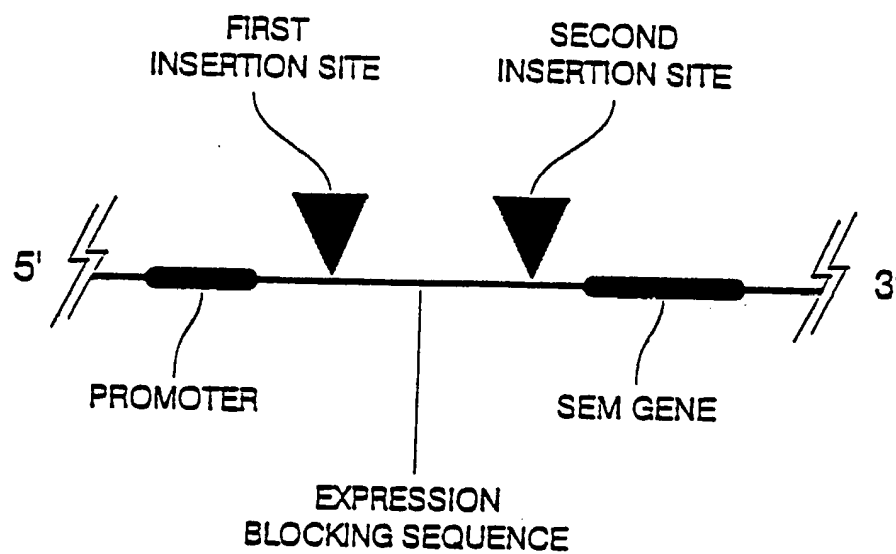 FIRST
INSERTION SITE
SECOND
INSERTION SITE
5'
3
PROMOTER
SEM GENE
EXPRESSION
BLOCKING SEQUENCE